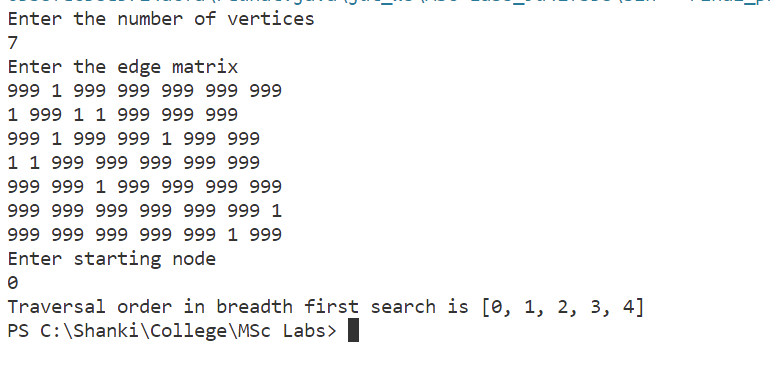 Enter the number of vertices
7
Enter the edge matrix
999 1 999 999 999 999 999
1 999 1 1 999 999 999
999 1 999 999 1 999 999
1 1 999 999 999 999 999
999 999 1 999 999 999 999
999 999 999 999 999 999 1
999 999 999 999 999 1 999
Enter starting node
0
Traversal order in breadth first search is [0, 1, 2, 3, 4]
PS C:\Shanki\College\MSc Labs>